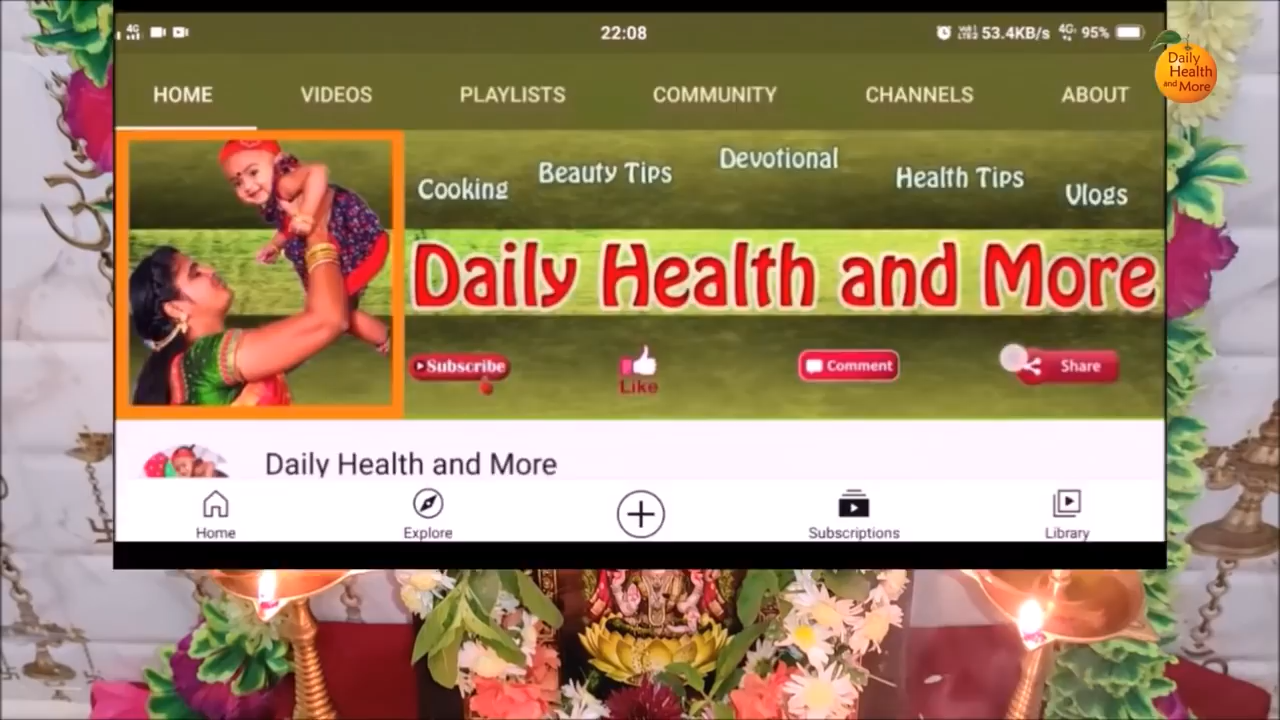 4G 22:08 53.4KB/s 4G 95%
Daily
Health
and More
HOME VIDEOS PLAYLISTS COMMUNITY CHANNELS ABOUT
Cooking Beauty Tips Devotional Health Tips Vlogs
Daily Health and More
Subscribe Like Comment Share
Daily Health and More
Home Explore Subscriptions Library